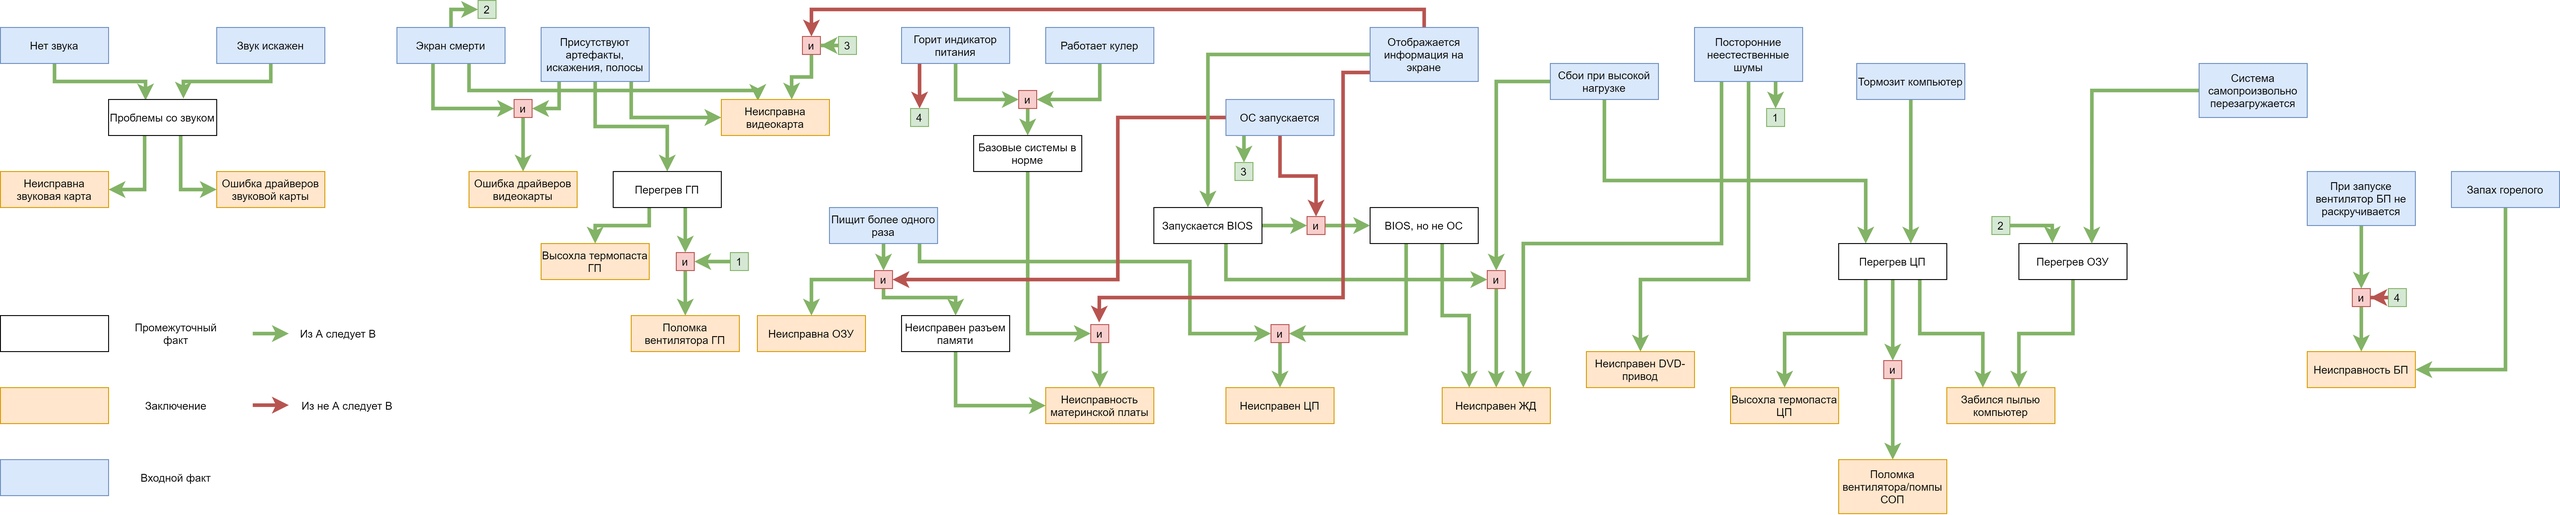 2
Нет звука
Звук искажен
Экран смерти
Присутствуют
артефакты,
искажения, полосы
и
3
Горит индикатор
питания
Работает кулер
Отображается
информация на
экране
Посторонние
неестественные
шумы
Сбои при высокой
нагрузке
Тормозит компьютер
Система
самопроизвольно
перезагружается
Проблемы со звуком
и
Неисправна
видеокарта
4
и
ОС запускается
1
Базовые системы в
норме
3
Неисправна
звуковая карта
Ошибка драйверов
звуковой карты
Ошибка драйверов
видеокарты
Перегрев ГП
При запуске
вентилятор БП не
раскручивается
Запах горелого
Пищит более одного
раза
Запускается BIOS
и
BIOS, но не ОС
2
Высохла термопаста
ГП
и
1
и
и
Перегрев ЦП
Перегрев ОЗУ
и
4
Промежуточный
факт
Из А следует В
Поломка
вентилятора ГП
Неисправна ОЗУ
Неисправен разъем
памяти
и
и
Неисправен DVD-
привод
и
Неисправность БП
Заключение
Из не А следует В
Неисправность
материнской платы
Неисправен ЦП
Неисправен ЖД
Высохла термопаста
ЦП
Забился пылью
компьютер
Входной факт
Поломка
вентилятора/помпы
СОП